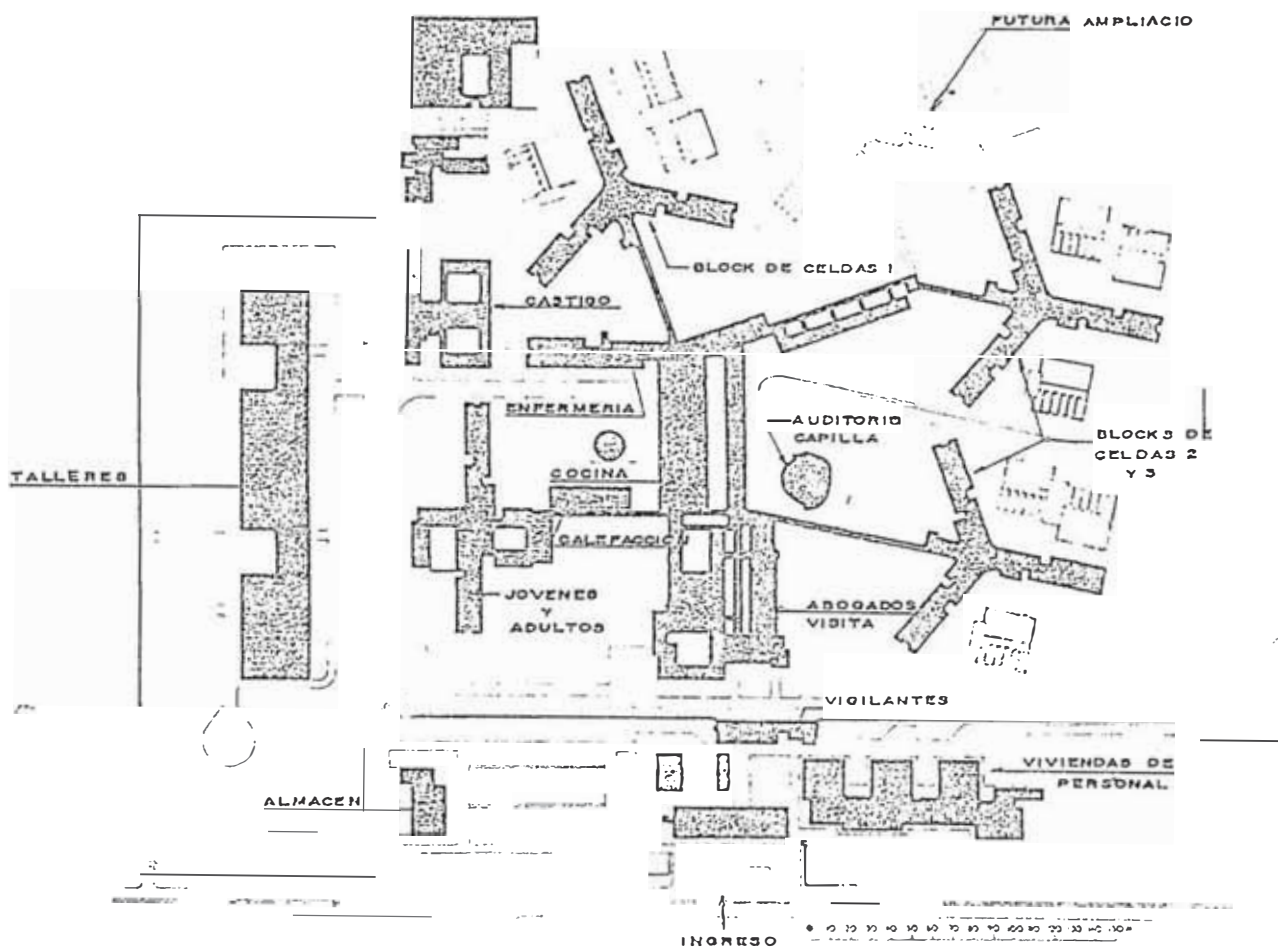 FUTURA AMPLIACIO
BLOCK DE CELDAS 1
CASTIGO
ENFERMERIA
AUDITORIO
CAPILLA
BLOCKS DE
CELDAS 2
Y 3
COCINA
TALLERES
CALEFACCION
JOVENES
Y
ADULTOS
ABOGADOS
VISITA
VIGILANTES
VIVIENDAS DE
PERSONAL
ALMACEN
INGRESO